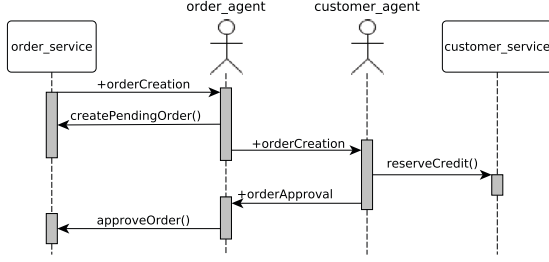 order_agent
customer_agent
order_service
customer_service
+orderCreation
createPendingOrder()
+orderCreation
reserveCredit()
+orderApproval
approveOrder()